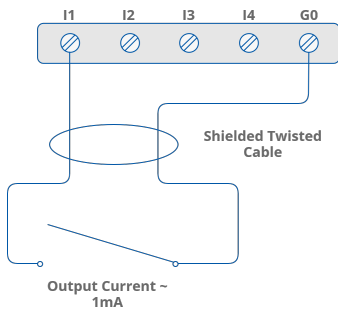 I1 I2 I3 I4 G0
Shielded Twisted
Cable
Output Current ~
1mA